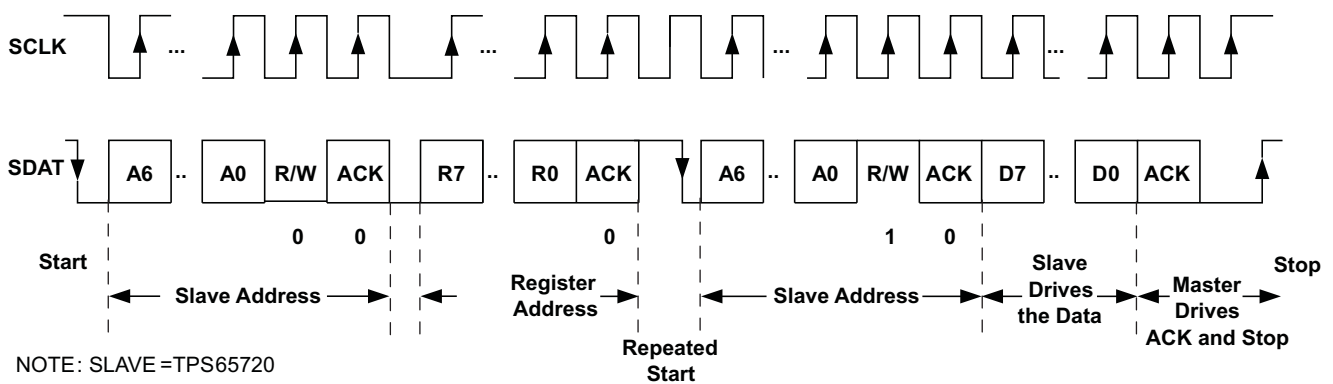 SCLK ... ... ... ...
SDAT A6 .. A0 R/W ACK R7 .. R0 ACK A6 .. A0 R/W ACK D7 .. D0 ACK
0 0 0 1 0
Start
Slave Address
Register
Address
Repeated
Start
Slave Address
Slave
Drives
the Data
Master
Drives
ACK and Stop
Stop
NOTE: SLAVE=TPS65720